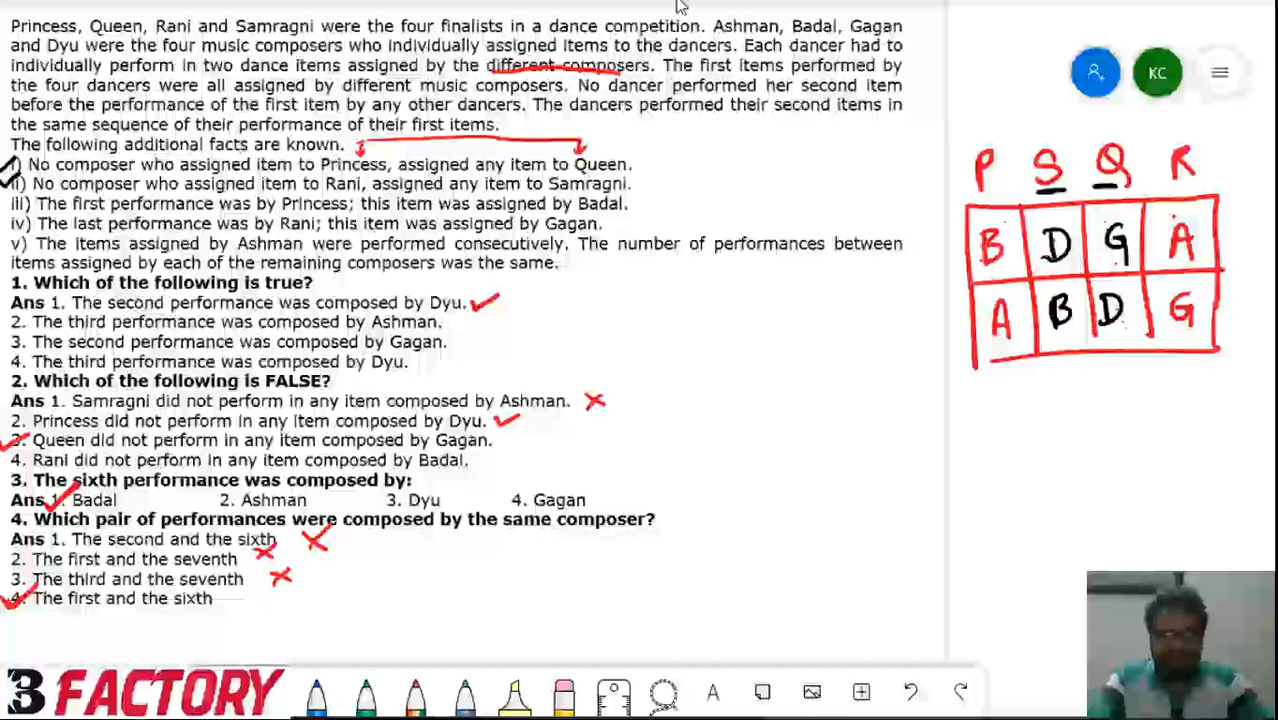 Princess, Queen, Rani and Samragni were the four finalists in a dance competition. Ashman, Badal, Gagan
and Dyu were the four music composers who individually assigned items to the dancers. Each dancer had to
individually perform in two dance items assigned by the different composers. The first items performed by
the four dancers were all assigned by different music composers. No dancer performed her second item
before the performance of the first item by any other dancers. The dancers performed their second items in
the same sequence of their performance of their first items.
The following additional facts are known.
i) No composer who assigned item to Princess, assigned any item to Queen.
ii) No composer who assigned item to Rani, assigned any item to Samragni.
iii) The first performance was by Princess; this item was assigned by Badal.
iv) The last performance was by Rani; this item was assigned by Gagan.
v) The items assigned by Ashman were performed consecutively. The number of performances between
items assigned by each of the remaining composers was the same.
1. Which of the following is true?
Ans 1. The second performance was composed by Dyu.
2. The third performance was composed by Ashman.
3. The second performance was composed by Gagan.
4. The third performance was composed by Dyu.
2. Which of the following is FALSE?
Ans 1. Samragni did not perform in any item composed by Ashman.
2. Princess did not perform in any item composed by Dyu.
3. Queen did not perform in any item composed by Gagan.
4. Rani did not perform in any item composed by Badal.
3. The sixth performance was composed by:
Ans 1. Badal 2. Ashman 3. Dyu 4. Gagan
4. Which pair of performances were composed by the same composer?
Ans 1. The second and the sixth
2. The first and the seventh
3. The third and the seventh
4. The first and the sixth
KC
P S Q R
B D G A
A B D G
3 FACTORY
A